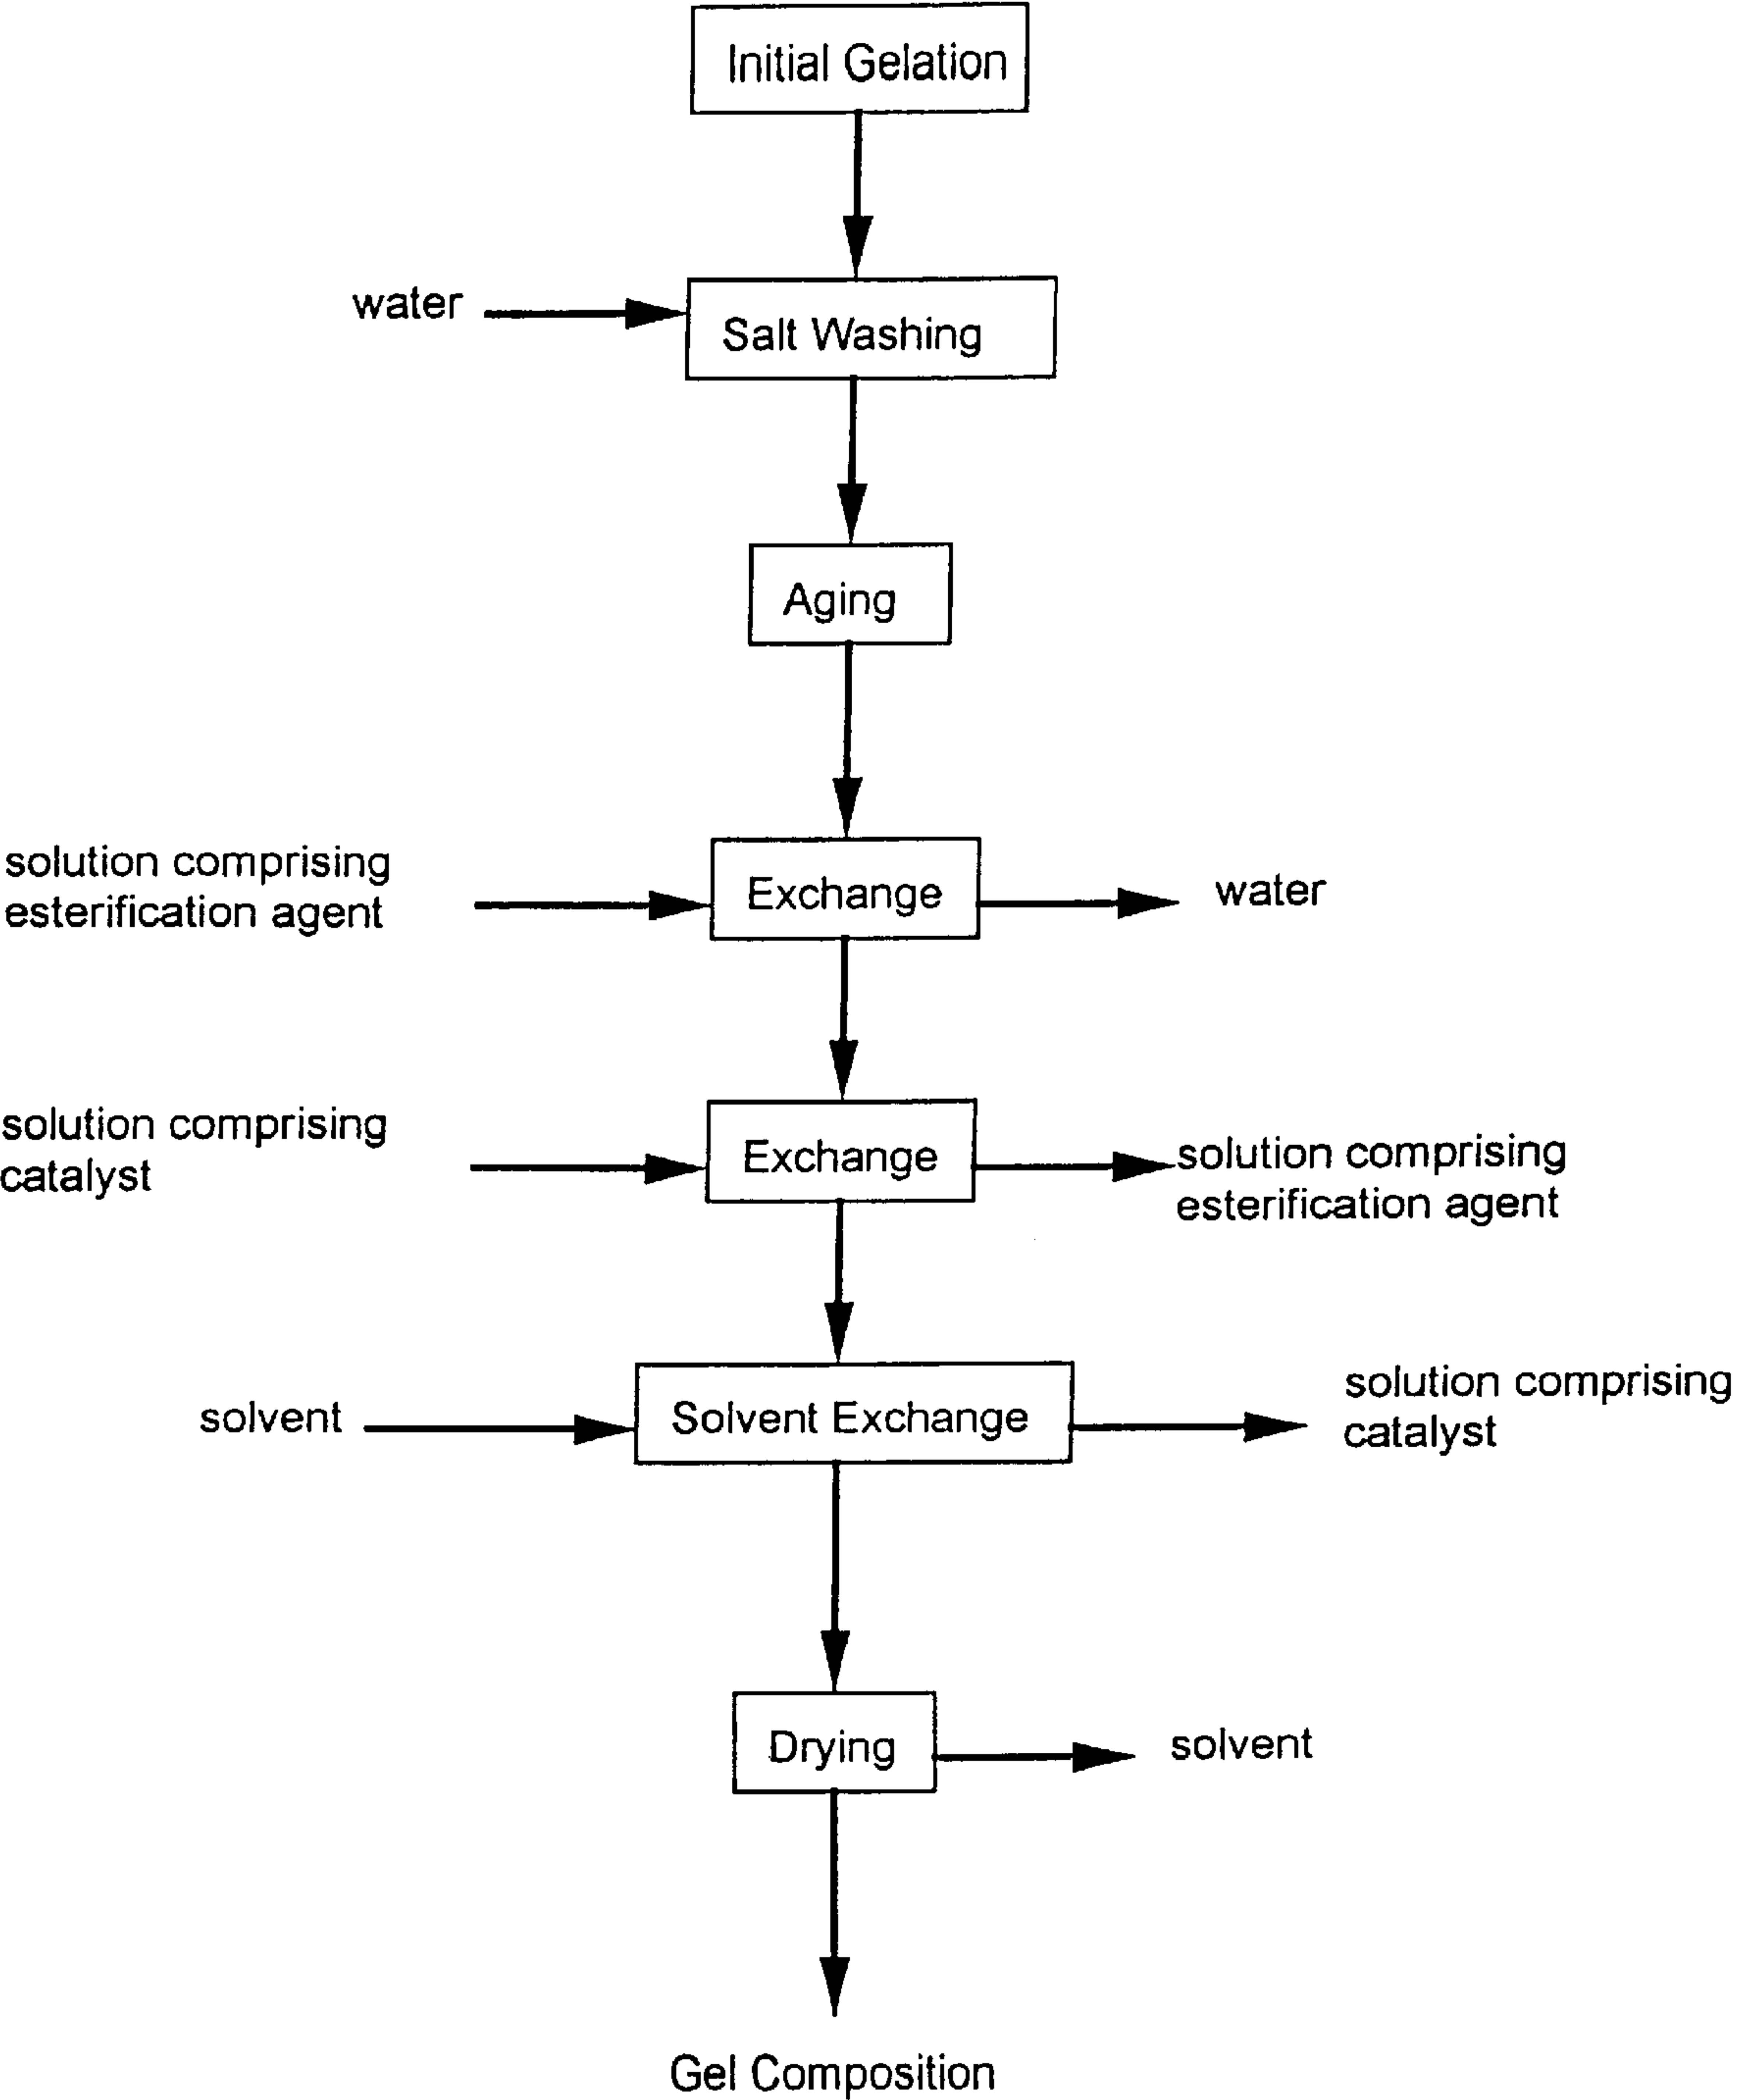 Initial Gelation
water
Salt Washing
Aging
solution comprising
esterification agent
Exchange
water
solution comprising
catalyst
Exchange
solution comprising
esterification agent
solvent
Solvent Exchange
solution comprising
catalyst
Drying
solvent
Gel Composition